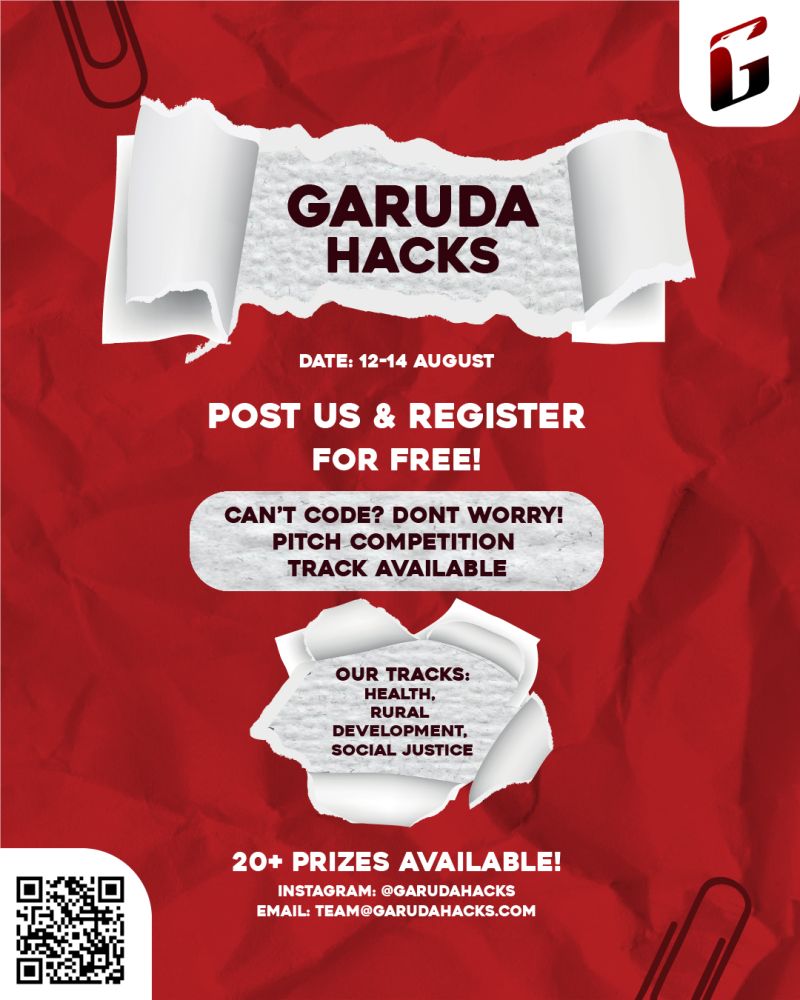 GARUDA
HACKS
DATE: 12-14 AUGUST
POST US & REGISTER
FOR FREE!
CAN'T CODE? DONT WORRY!
PITCH COMPETITION
TRACK AVAILABLE
OUR TRACKS:
HEALTH,
RURAL
DEVELOPMENT,
SOCIAL JUSTICE
20+ PRIZES AVAILABLE!
INSTAGRAM: @GARUDAHACKS
EMAIL: TEAM@GARUDAHACKS.COM